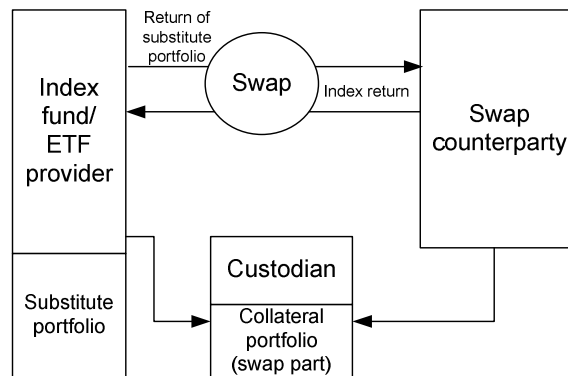 Return of
substitute
portfolio
Swap
Index return
Index
fund/
ETF
provider
Swap
counterparty
Substitute
portfolio
Custodian
Collateral
portfolio
(swap part)